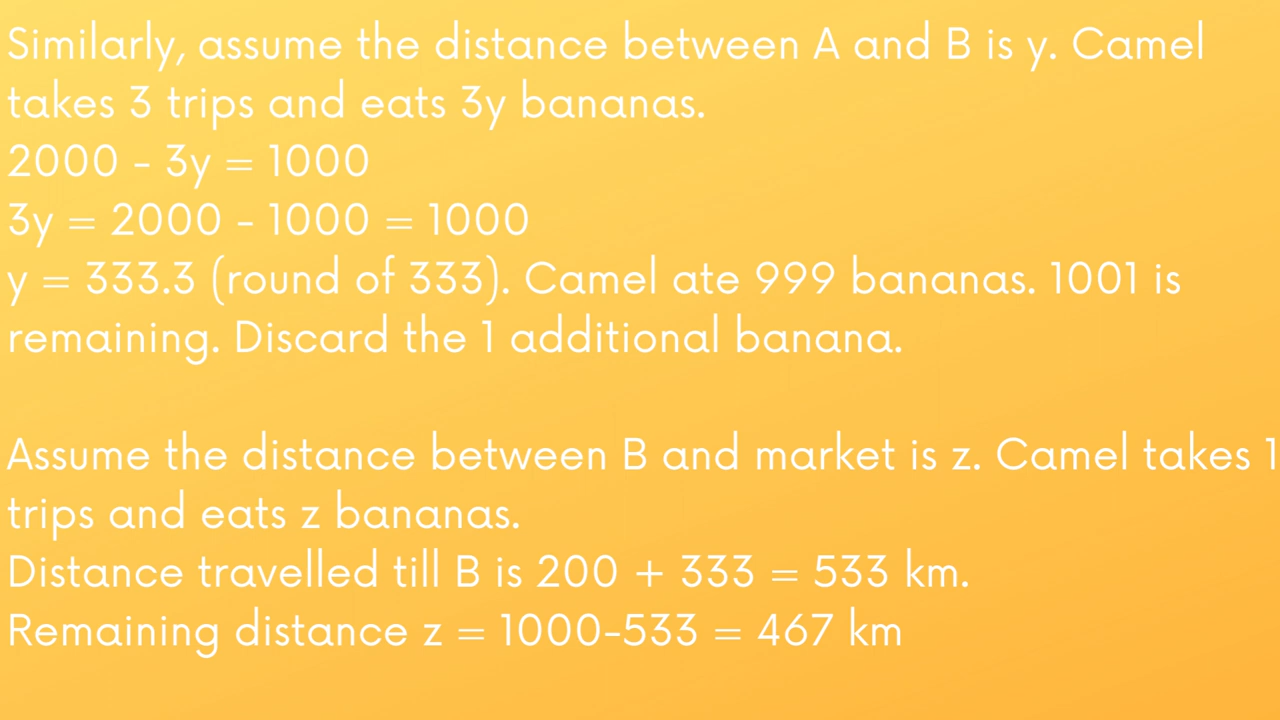 Similarly, assume the distance between A and B is y. Camel
takes 3 trips and eats 3y bananas.
2000 - 3y = 1000
3y = 2000 - 1000 = 1000
y = 333.3 (round of 333). Camel ate 999 bananas. 1001 is
remaining. Discard the 1 additional banana.
Assume the distance between B and market is z. Camel takes 1
trips and eats z bananas.
Distance travelled till B is 200 + 333 = 533 km.
Remaining distance z = 1000-533 = 467 km